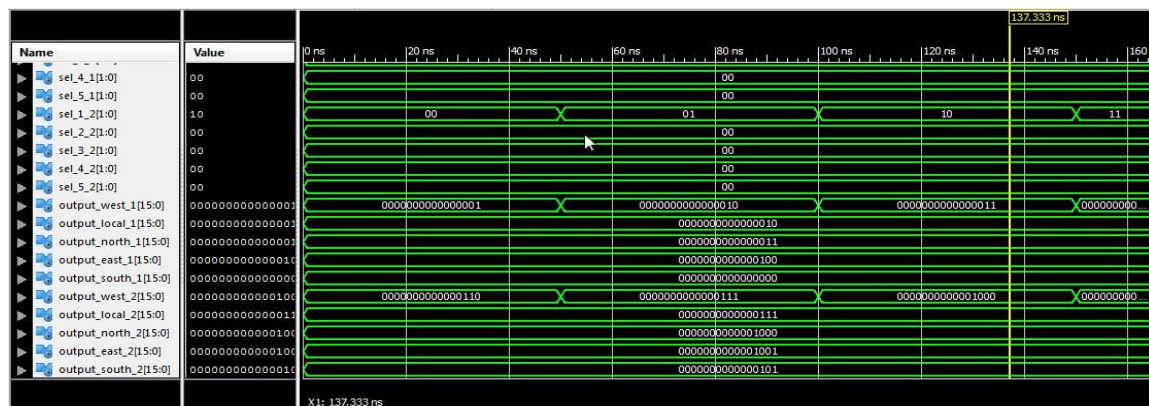 137.333 ns
Name Value 0 ns 20 ns 40 ns 60 ns 80 ns 100 ns 120 ns 140 ns 160
sel_4_1[1:0] 00 00
sel_5_1[1:0] 00 00
sel_1_2[1:0] 10 00 01 10 11
sel_2_2[1:0] 00 00
sel_3_2[1:0] 00 00
sel_4_2[1:0] 00 00
sel_5_2[1:0] 00 00
output_west_1[15:0] 000000000000001 0000000000000001 0000000000000010 0000000000000011 000000000...
output_local_1[15:0] 000000000000001 0000000000000010
output_north_1[15:0] 000000000000001 0000000000000011
output_east_1[15:0] 000000000000010 0000000000000100
output_south_1[15:0] 000000000000000 0000000000000000
output_west_2[15:0] 000000000000100 0000000000000110 0000000000000111 0000000000001000 000000000...
output_local_2[15:0] 000000000000011 0000000000000111
output_north_2[15:0] 000000000000100 0000000000001000
output_east_2[15:0] 000000000000100 0000000000001001
output_south_2[15:0] 000000000000010 0000000000000101
X1: 137.333 ns